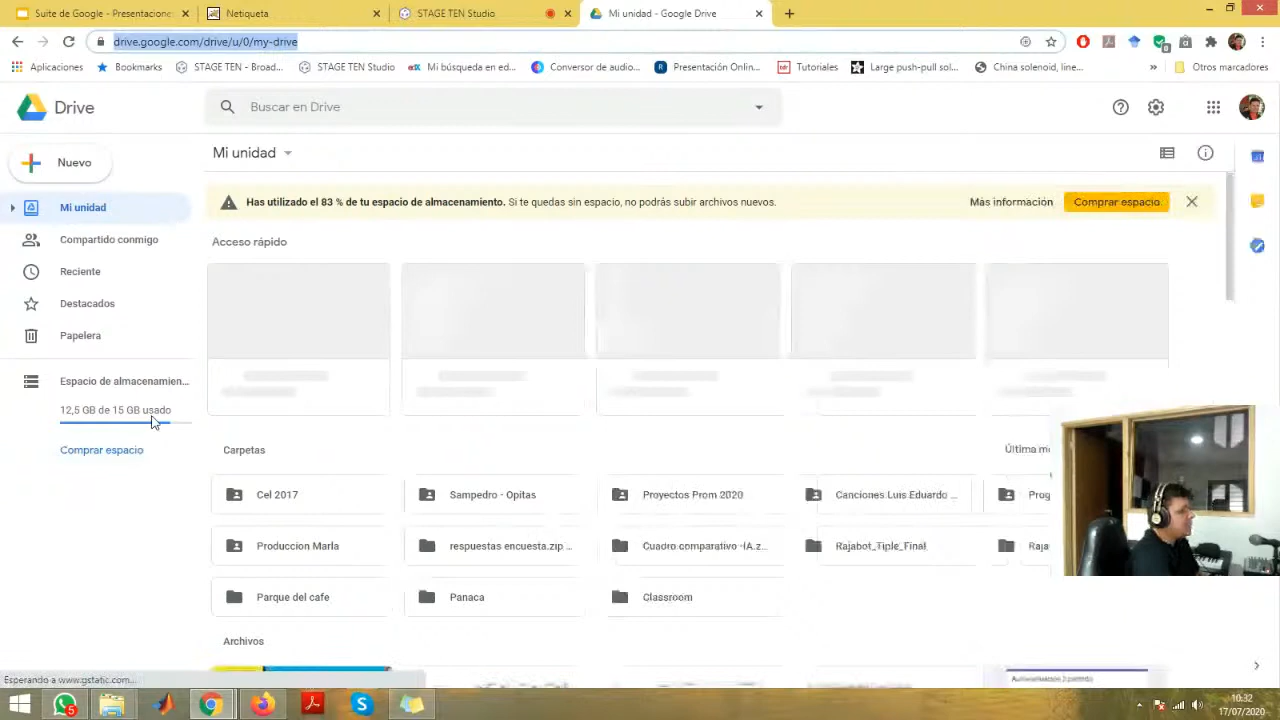 Suite de Google - Presentaciones
Netiqueta
STAGE TEN Studio
Mi unidad - Google Drive
drive.google.com/drive/u/0/my-drive
Aplicaciones
Bookmarks
STAGE TEN - Broad...
STAGE TEN Studio
Mi búsqueda en ed...
Conversor de audio...
Presentación Onlin...
Tutoriales
Large push-pull sol...
China solenoid, line...
»
Otros marcadores
Drive
Buscar en Drive
Nuevo
Mi unidad
Mi unidad
Compartido conmigo
Reciente
Destacados
Papelera
Espacio de almacenamien...
12,5 GB de 15 GB usado
Comprar espacio
Has utilizado el 83 % de tu espacio de almacenamiento. Si te quedas sin espacio, no podrás subir archivos nuevos.
Más información
Comprar espacio
Acceso rápido
Carpetas
Última m
Cel 2017
Sampedro - Opitas
Proyectos Prom 2020
Canciones Luis Eduardo ...
Prog
Produccion Marla
respuestas encuesta.zip ...
Cuadro comparativo -IA.z...
Rajabot_Tiple_Final
Raja
Parque del cafe
Panaca
Classroom
Archivos
Esperando a www.gstatic.com...
5
10:32
17/07/2020